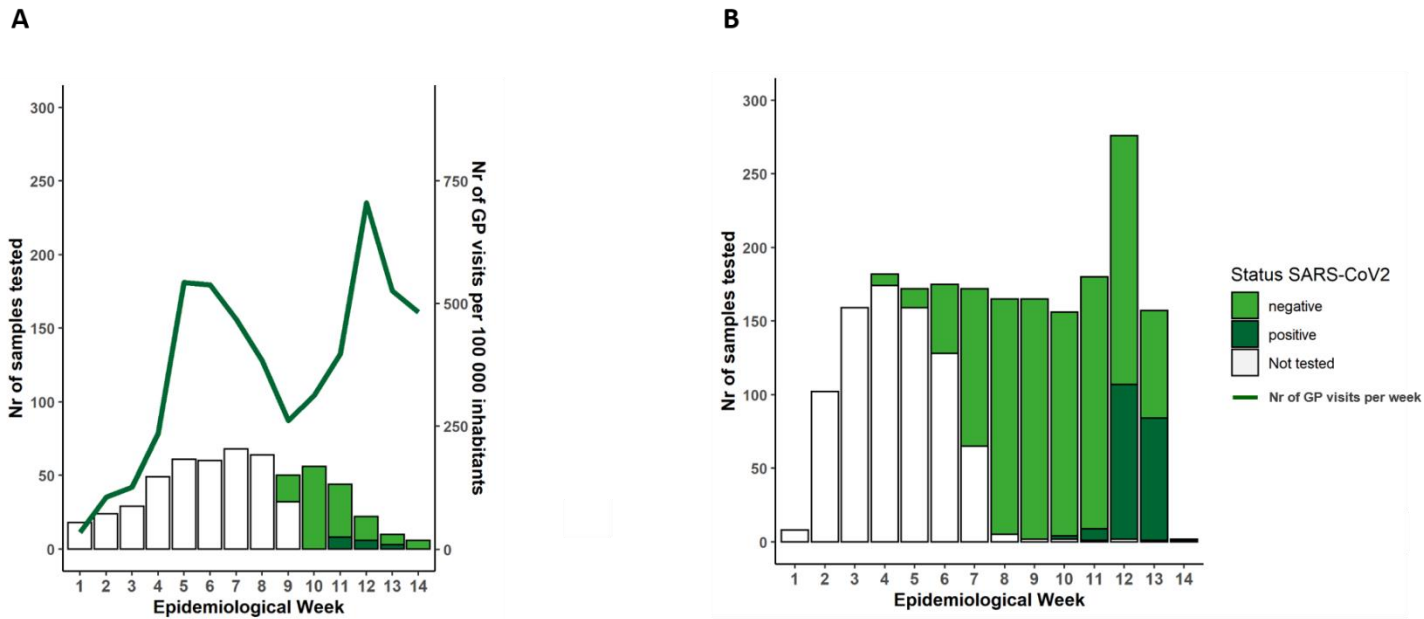 A
300
250
200
150
100
50
0
Nr of samples tested
750
500
250
0
Nr of GP visits per 100 000 inhabitants
1 2 3 4 5 6 7 8 9 10 11 12 13 14
Epidemiological Week
B
300
250
200
150
100
50
0
Nr of samples tested
1 2 3 4 5 6 7 8 9 10 11 12 13 14
Epidemiological Week
Status SARS-CoV2
negative
positive
Not tested
Nr of GP visits per week